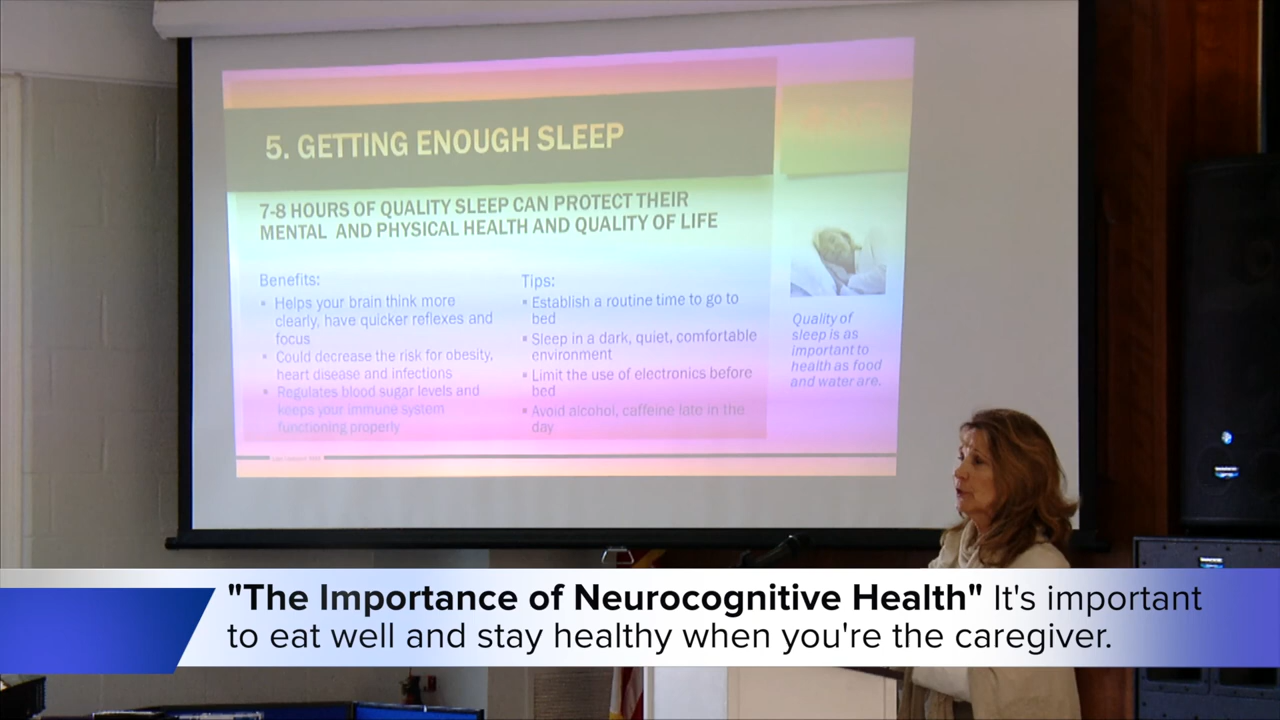 5. GETTING ENOUGH SLEEP
7-8 HOURS OF QUALITY SLEEP CAN PROTECT THEIR
MENTAL AND PHYSICAL HEALTH AND QUALITY OF LIFE
Benefits:
▪ Helps your brain think more
clearly, have quicker reflexes and
focus
▪ Could decrease the risk for obesity,
heart disease and infections
▪ Regulates blood sugar levels and
keeps your immune system
functioning properly
Tips:
▪ Establish a routine time to go to
bed
▪ Sleep in a dark, quiet, comfortable
environment
▪ Limit the use of electronics before
bed
▪ Avoid alcohol, caffeine late in the
day
Quality of
sleep is as
important to
health as food
and water are.
"The Importance of Neurocognitive Health" It's important
to eat well and stay healthy when you're the caregiver.